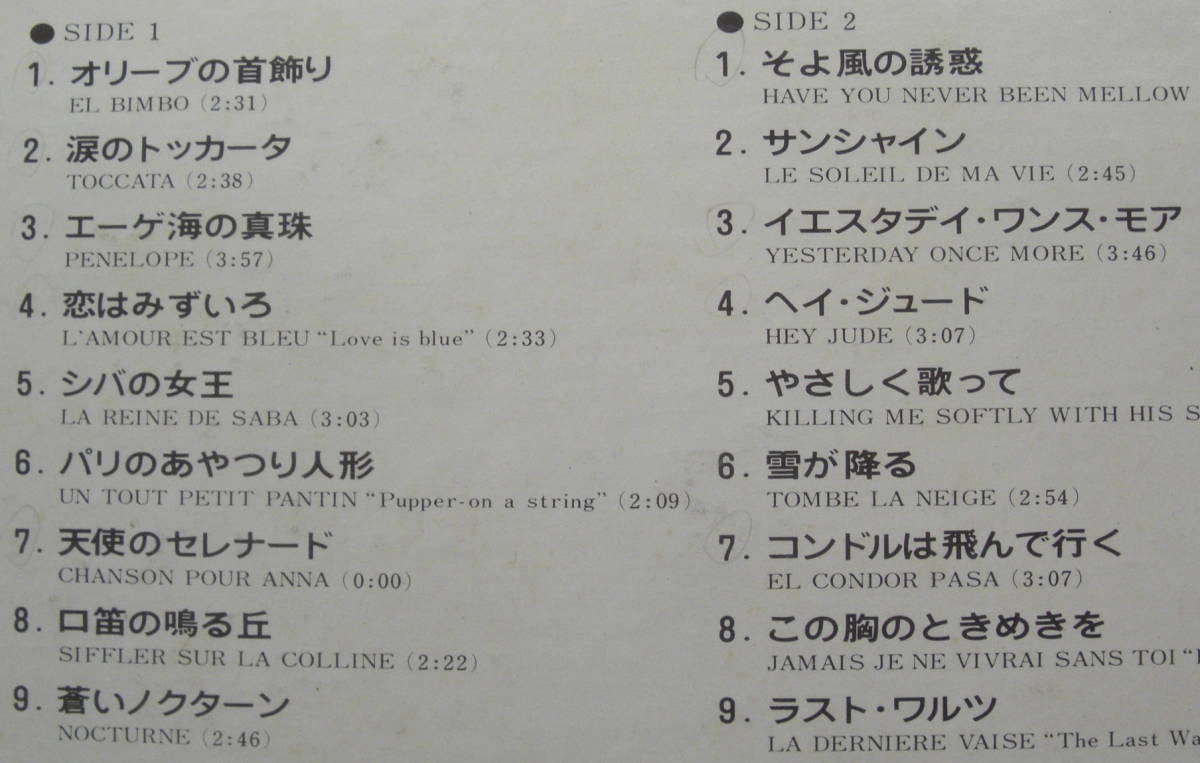 ● SIDE 1
1. オリーブの首飾り
EL BIMBO (2:31)
2. 涙のトッカータ
TOCCATA (2:38)
3. エーゲ海の真珠
PENELOPE (3:57)
4. 恋はみずいろ
L'AMOUR EST BLEU “Love is blue” (2:33)
5. シバの女王
LA REINE DE SABA (3:03)
6. パリのあやつり人形
UN TOUT PETIT PANTIN “Pupper-on a string” (2:09)
7. 天使のセレナード
CHANSON POUR ANNA (0:00)
8. 口笛の鳴る丘
SIFFLER SUR LA COLLINE (2:22)
9. 蒼いノクターン
NOCTURNE (2:46)
● SIDE 2
1. そよ風の誘惑
HAVE YOU NEVER BEEN MELLOW
2. サンシャイン
LE SOLEIL DE MA VIE (2:45)
3. イエスタデイ・ワンス・モア
YESTERDAY ONCE MORE (3:46)
4. ヘイ・ジュード
HEY JUDE (3:07)
5. やさしく歌って
KILLING ME SOFTLY WITH HIS
6. 雪が降る
TOMBE LA NEIGE (2:54)
7. コンドルは飛んで行く
EL CONDOR PASA (3:07)
8. この胸のときめきを
JAMAIS JE NE VIVRAI SANS TOI
9. ラスト・ワルツ
LA DERNIERE VAISE “The Last